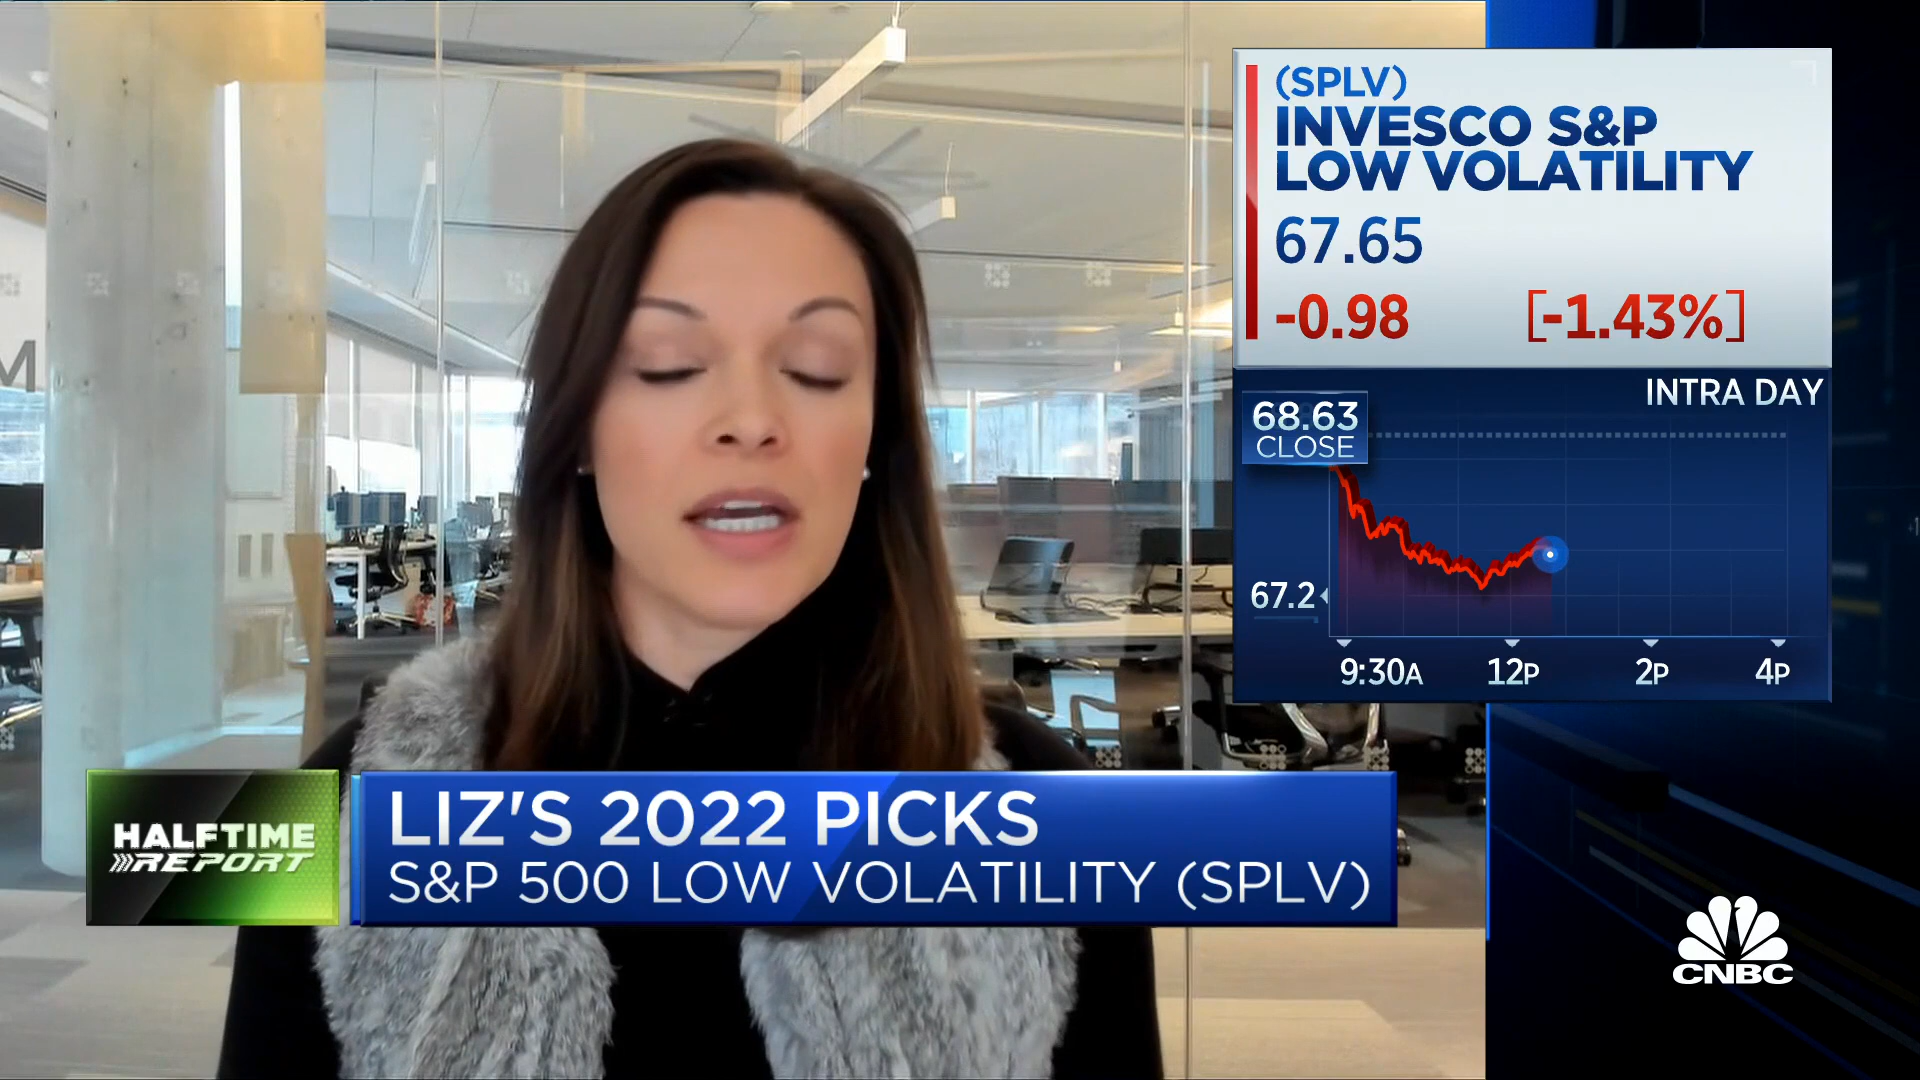 (SPLV)
INVESCO S&P
LOW VOLATILITY
67.65
-0.98 [-1.43%]
INTRA DAY
68.63
CLOSE
67.2
9:30A 12P 2P 4P
M
HALFTIME
REPORT
LIZ'S 2022 PICKS
S&P 500 LOW VOLATILITY (SPLV)
CNBC